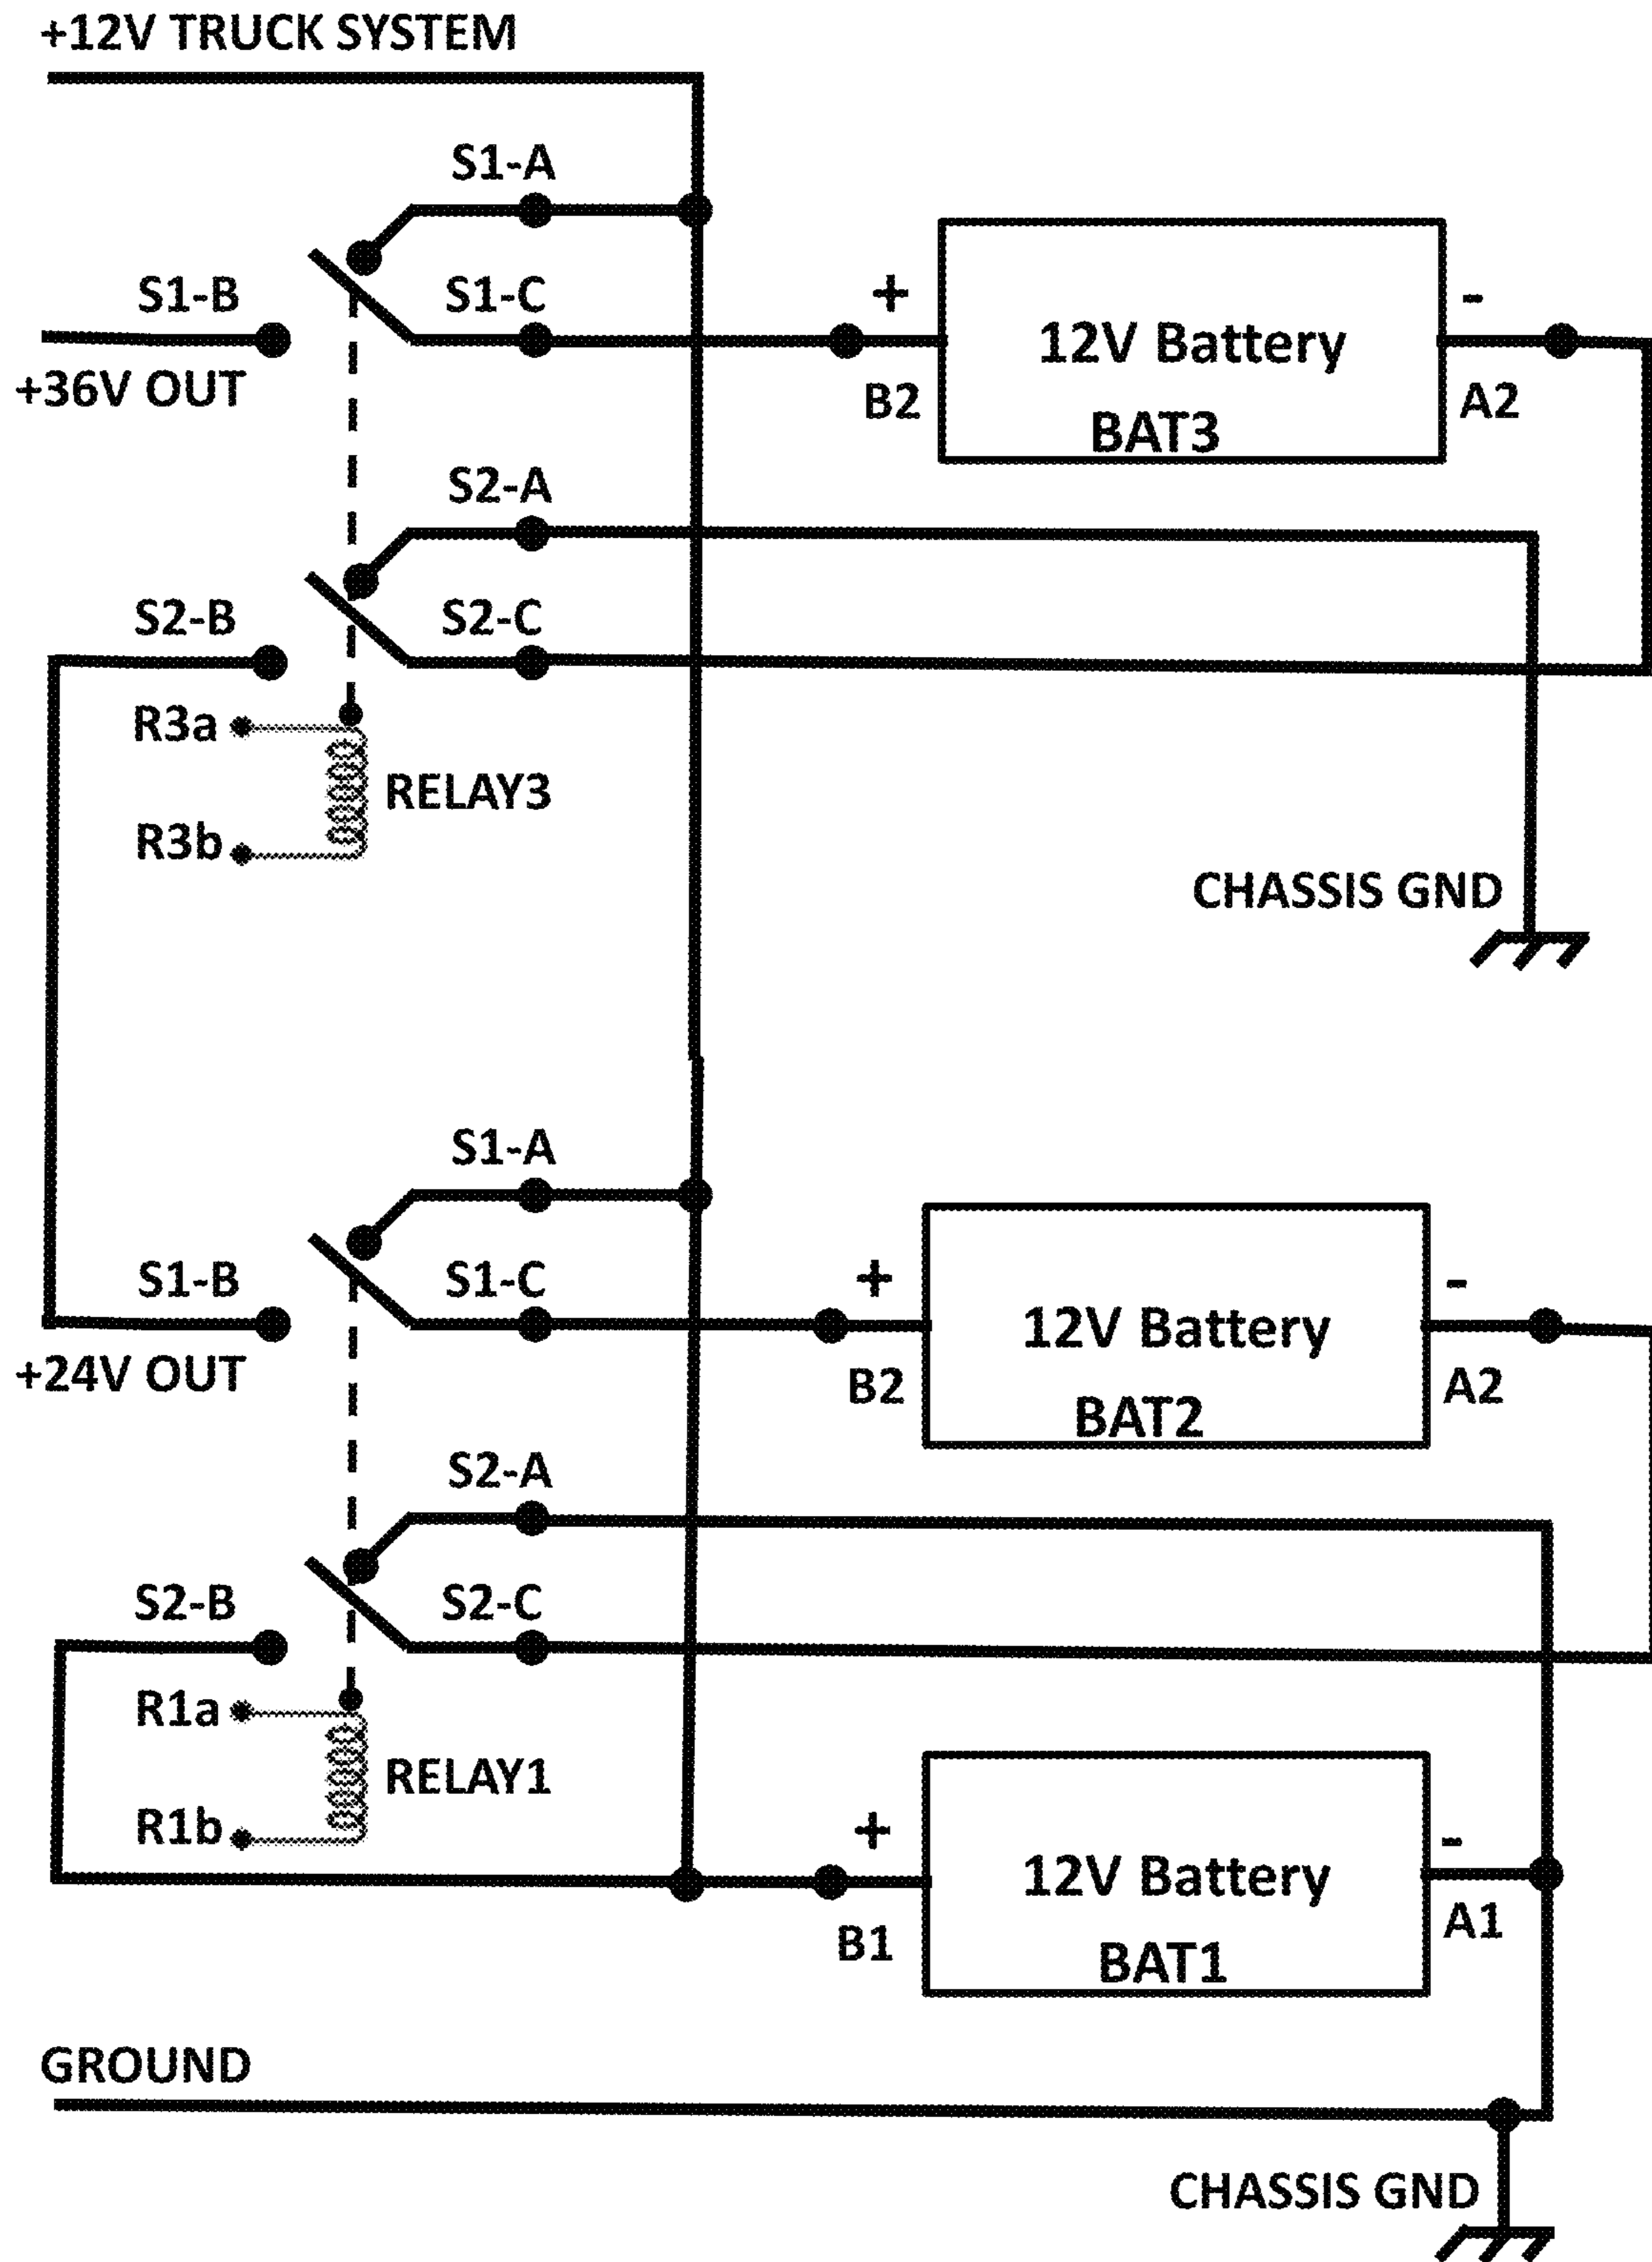 +12V TRUCK SYSTEM
S1-A
S1-B
S1-C
+
-
12V Battery
+36V OUT
B2
A2
BAT3
S2-A
S2-B
S2-C
R3a
RELAY3
R3b
CHASSIS GND
S1-A
S1-B
S1-C
+
-
12V Battery
+24V OUT
B2
A2
BAT2
S2-A
S2-B
S2-C
R1a
RELAY1
R1b
+
-
12V Battery
B1
A1
BAT1
GROUND
CHASSIS GND